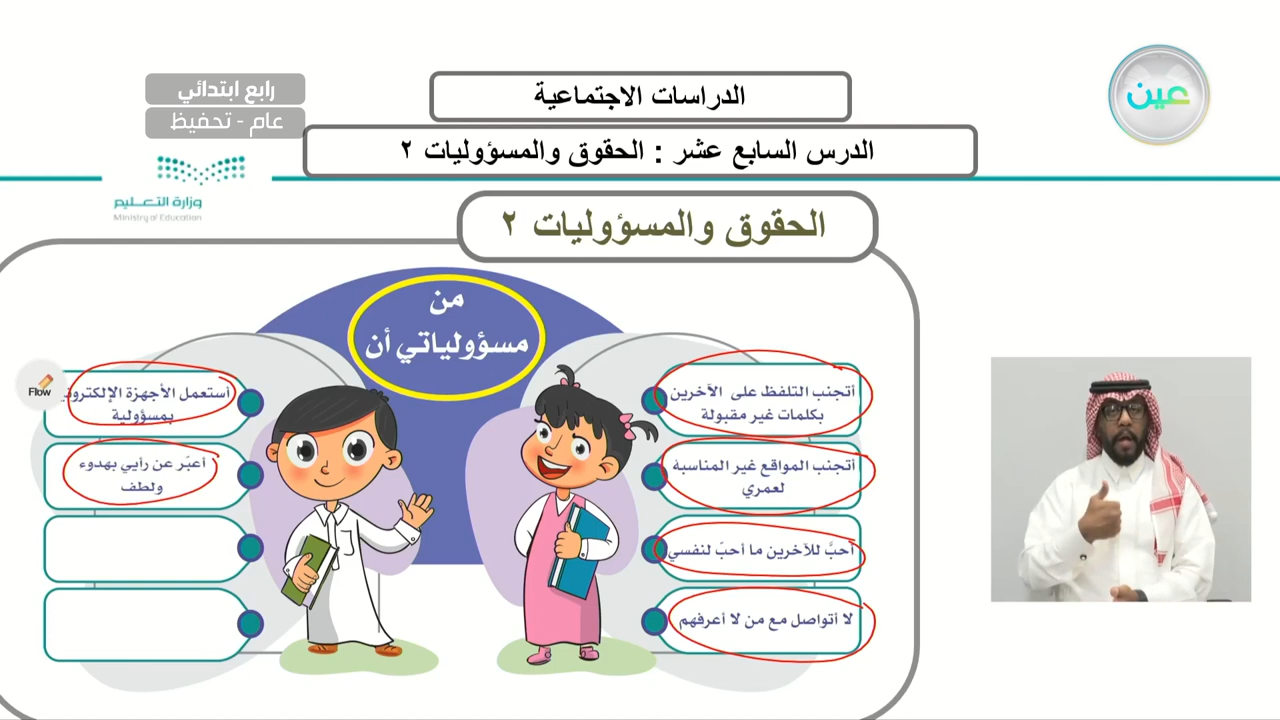 عين
رابع ابتدائي
عام - تحفيظ
الدراسات الاجتماعية
الدرس السابع عشر : الحقوق والمسؤوليات ٢
وزارة التعـليم
Ministry of Education
الحقوق والمسؤوليات ٢
من
مسؤولياتي أن
أتجنب التلفظ على الآخرين
بكلمات غير مقبولة
أتجنب المواقع غير المناسبة
لعمري
أحبَّ للآخرين ما أحبّ لنفسي
لا أتواصل مع من لا أعرفهم
أستعمل الأجهزة
بمسؤولية
أعبّر عن رأيي بهدوء
ولطف
Flow